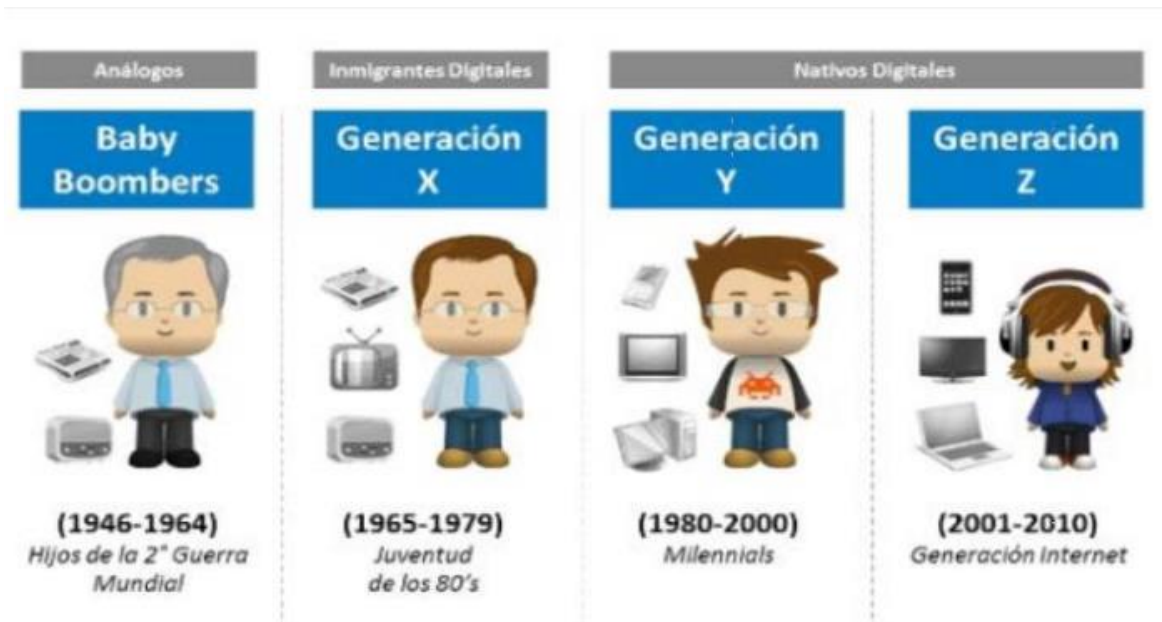 Análogos
Inmigrantes Digitales
Nativos Digitales
Baby
Boombers
Generación
X
Generación
Y
Generación
Z
(1946-1964)
Hijos de la 2° Guerra
Mundial
(1965-1979)
Juventud
de los 80's
(1980-2000)
Milennials
(2001-2010)
Generación Internet